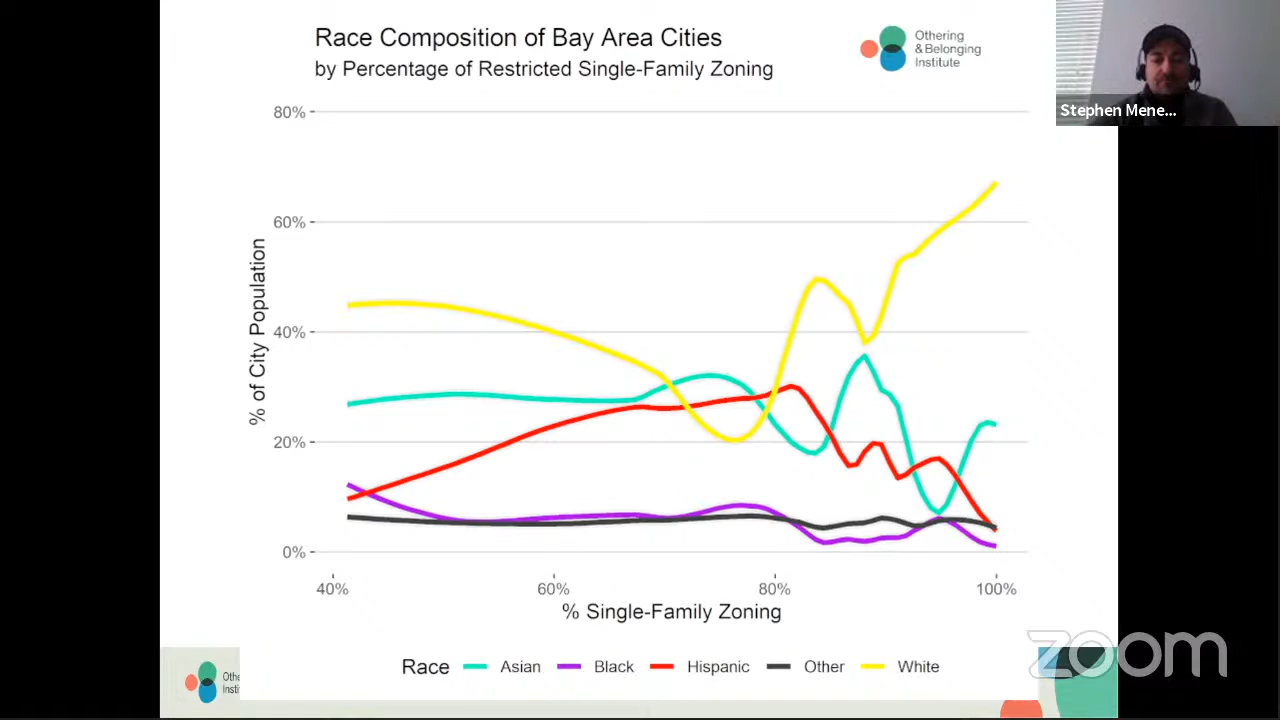 Race Composition of Bay Area Cities
by Percentage of Restricted Single-Family Zoning
Othering
& Belonging
Institute
Stephen Mene...
80%
60%
40%
20%
0%
% of City Population
40%
60%
80%
100%
% Single-Family Zoning
Race
Asian
Black
Hispanic
Other
White
Othe
Insti
zoom